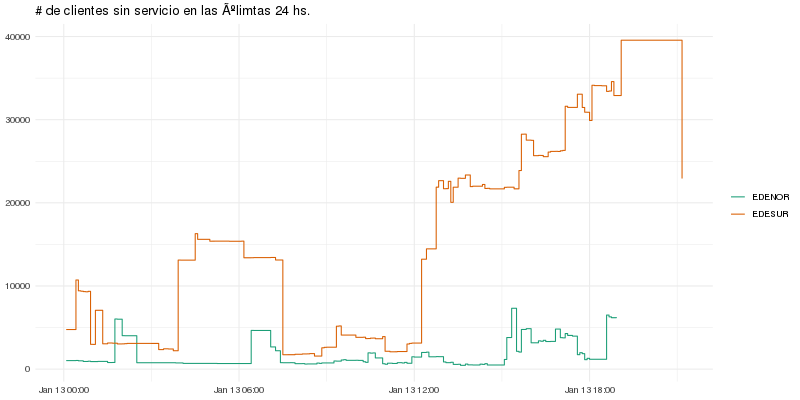 # de clientes sin servicio en las Ãºlimtas 24 hs.
40000
30000
20000
10000
0
Jan 13 00:00
Jan 13 06:00
Jan 13 12:00
Jan 13 18:00
EDENOR
EDESUR